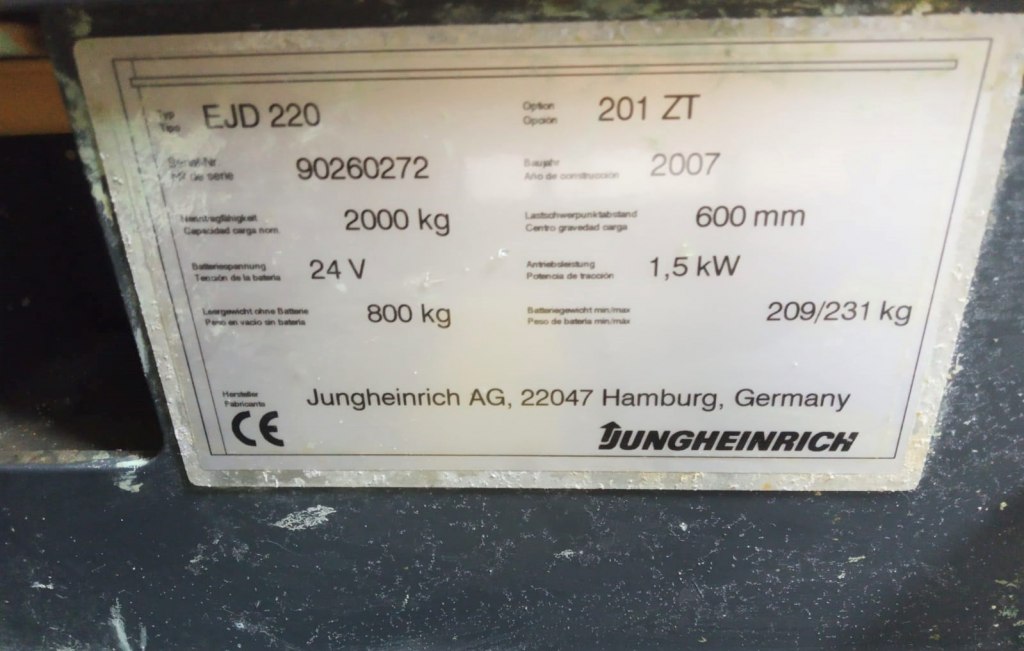 Typ EJD 220 Option 201 ZT
Tipo Opción
Serial-Nr. 90260272 Baujahr 2007
Nº de serie Año de construcción
Nenntragfähigkeit 2000 kg Lastschwerpunktabstand 600 mm
Capacidad carga nom. Centro gravedad carga
Batteriespannung 24 V Antriebsleistung 1,5 kW
Tensión de la batería Potencia de tracción
Leergewicht ohne Batterie 800 kg Batteriegewicht min/max 209/231 kg
Peso en vacío sin batería Peso de batería min/máx
Hersteller Jungheinrich AG, 22047 Hamburg, Germany
Fabricante
CE JUNGHEINRICH